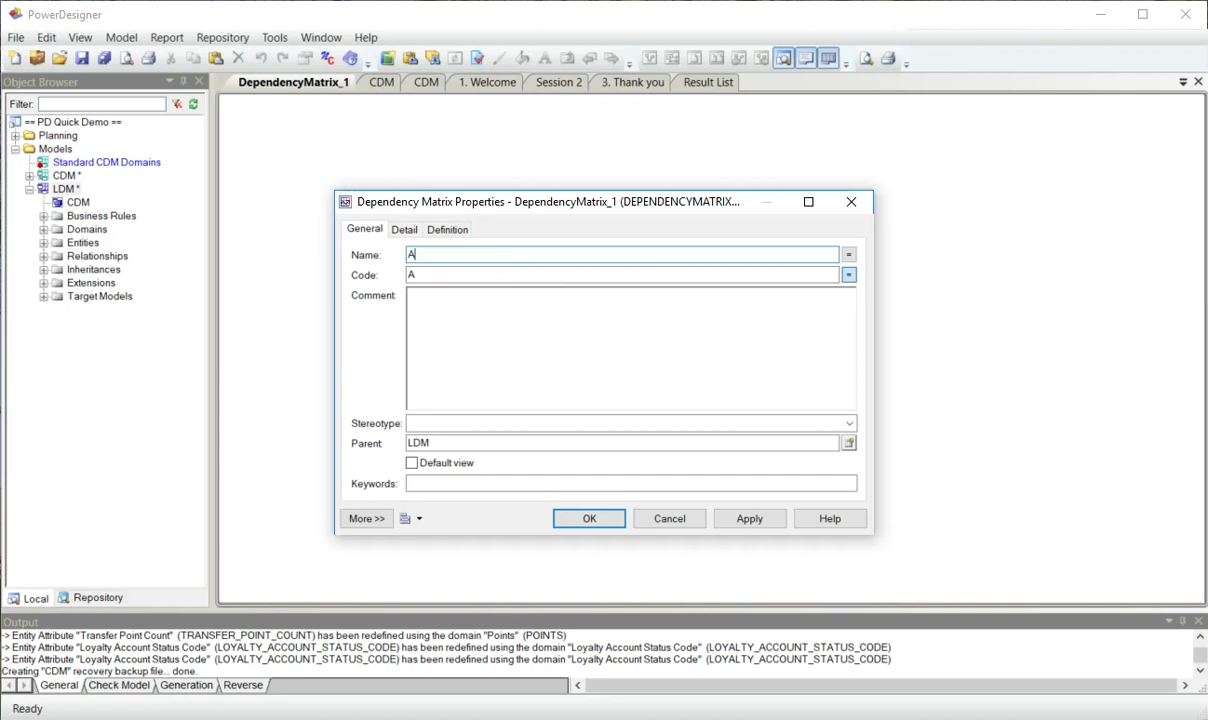 PowerDesigner
File Edit View Model Report Repository Tools Window Help
Object Browser
DependencyMatrix_1 CDM CDM 1. Welcome Session 2 3. Thank you Result List
Filter:
== PD Quick Demo ==
Planning
Models
Standard CDM Domains
CDM *
LDM *
CDM
Business Rules
Domains
Entities
Relationships
Inheritances
Extensions
Target Models
Dependency Matrix Properties - DependencyMatrix_1 (DEPENDENCYMATRIX...
General Detail Definition
Name: A =
Code: A =
Comment:
Stereotype:
Parent: LDM
Default view
Keywords:
More >> OK Cancel Apply Help
Local Repository
Output
-> Entity Attribute "Transfer Point Count" (TRANSFER_POINT_COUNT) has been redefined using the domain "Points" (POINTS)
-> Entity Attribute "Loyalty Account Status Code" (LOYALTY_ACCOUNT_STATUS_CODE) has been redefined using the domain "Loyalty Account Status Code" (LOYALTY_ACCOUNT_STATUS_CODE)
-> Entity Attribute "Loyalty Account Status Code" (LOYALTY_ACCOUNT_STATUS_CODE) has been redefined using the domain "Loyalty Account Status Code" (LOYALTY_ACCOUNT_STATUS_CODE)
Creating "CDM" recovery backup file... done.
General Check Model Generation Reverse
Ready